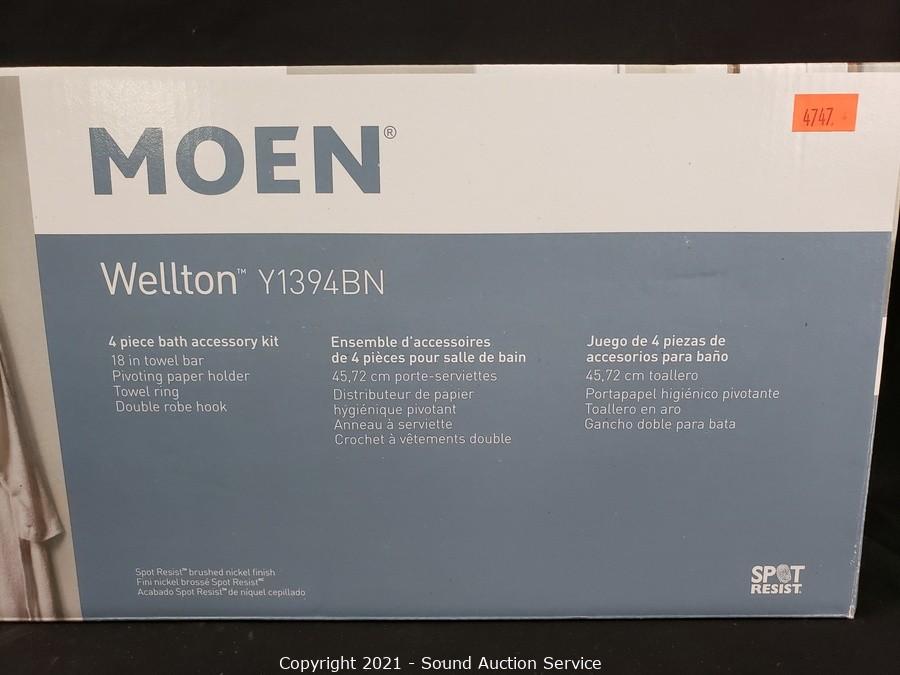 4747.
MOEN®
Wellton™ Y1394BN
4 piece bath accessory kit
18 in towel bar
Pivoting paper holder
Towel ring
Double robe hook
Ensemble d'accessoires
de 4 pièces pour salle de bain
45,72 cm porte-serviettes
Distributeur de papier
hygiénique pivotant
Anneau à serviette
Crochet à vêtements double
Juego de 4 piezas de
accesorios para baño
45,72 cm toallero
Portapapel higiénico pivotante
Toallero en aro
Gancho doble para bata
Spot Resist™ brushed nickel finish
Fini nickel brossé Spot Resist MC
Acabado Spot Resist™ de níquel cepillado
SPOT
RESIST™
Copyright 2021 - Sound Auction Service